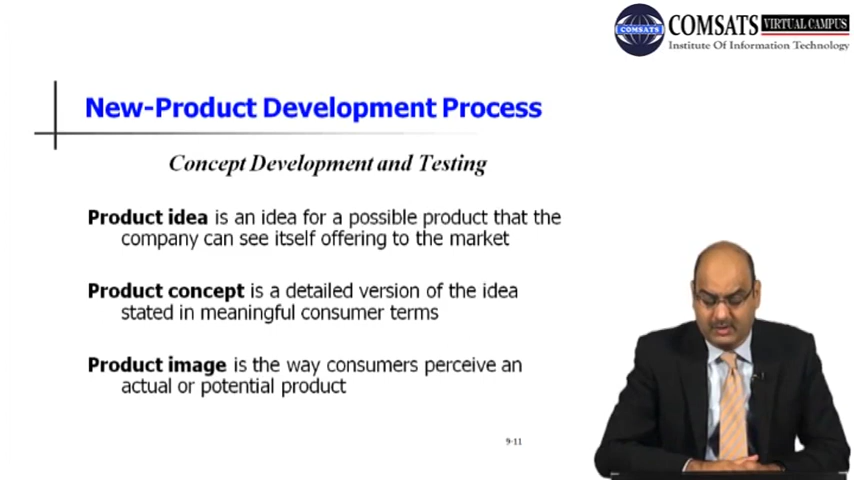 COMSATS
COMSATS VIRTUAL CAMPUS
Institute Of Information Technology
New-Product Development Process
Concept Development and Testing
Product idea is an idea for a possible product that the
company can see itself offering to the market
Product concept is a detailed version of the idea
stated in meaningful consumer terms
Product image is the way consumers perceive an
actual or potential product
9-11